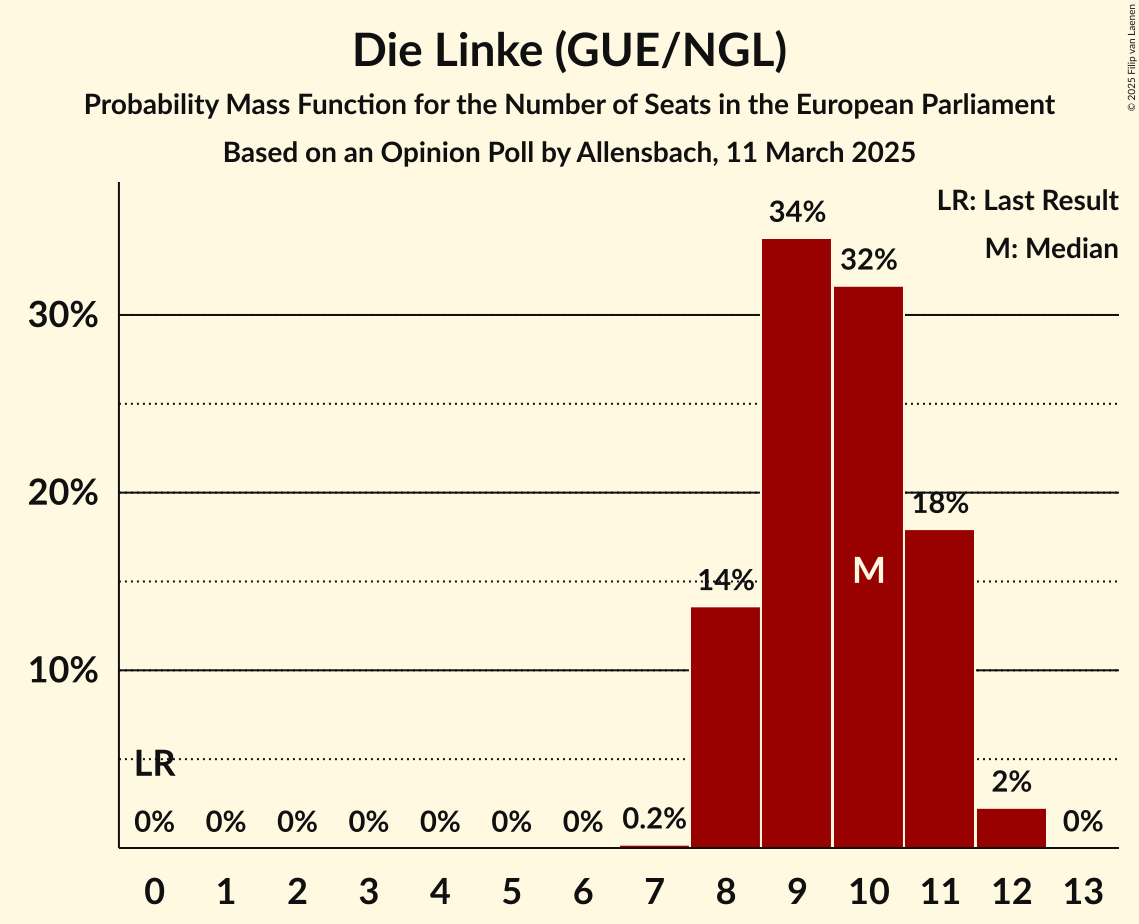 Die Linke (GUE/NGL)
Probability Mass Function for the Number of Seats in the European Parliament
Based on an Opinion Poll by Allensbach, 11 March 2025
© 2025 Filip van Laenen
LR: Last Result
M: Median
34%
32%
30%
20%
18%
M
14%
10%
LR
2%
0% 0% 0% 0% 0% 0% 0% 0.2% 0%
0 1 2 3 4 5 6 7 8 9 10 11 12 13